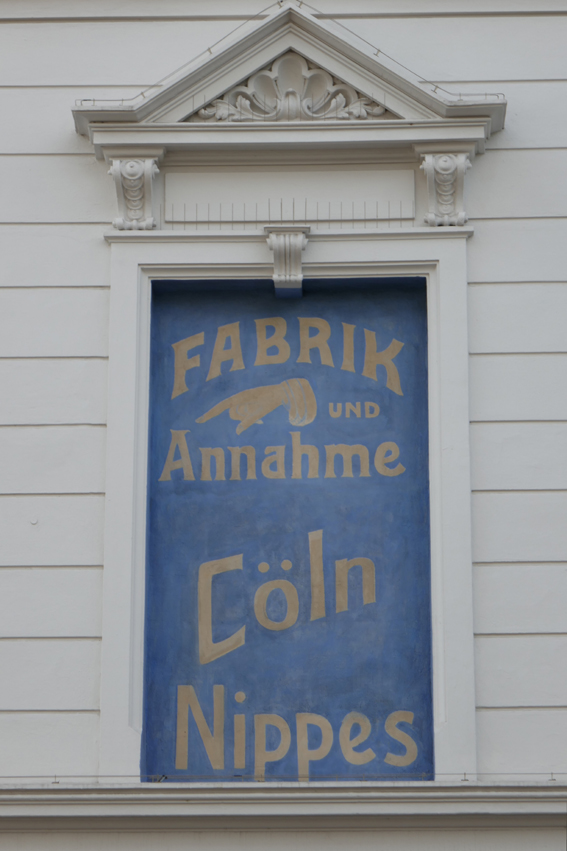 FABRIK
UND
Annahme
Cöln
Nippes